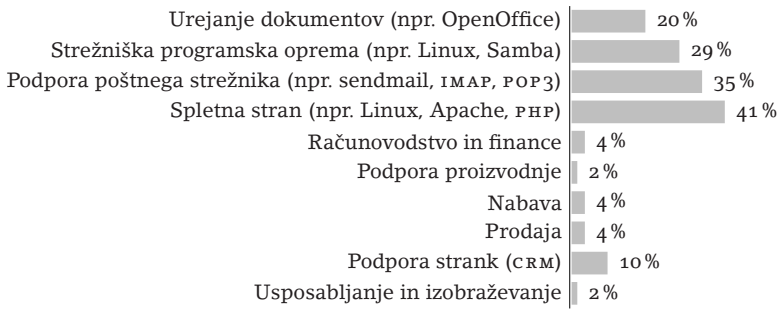 Urejanje dokumentov (npr. OpenOffice) 20 %
Strežniška programska oprema (npr. Linux, Samba) 29 %
Podpora poštnega strežnika (npr. sendmail, IMAP, POP3) 35 %
Spletna stran (npr. Linux, Apache, PHP) 41 %
Računovodstvo in finance 4 %
Podpora proizvodnje 2 %
Nabava 4 %
Prodaja 4 %
Podpora strank (CRM) 10 %
Usposabljanje in izobraževanje 2 %